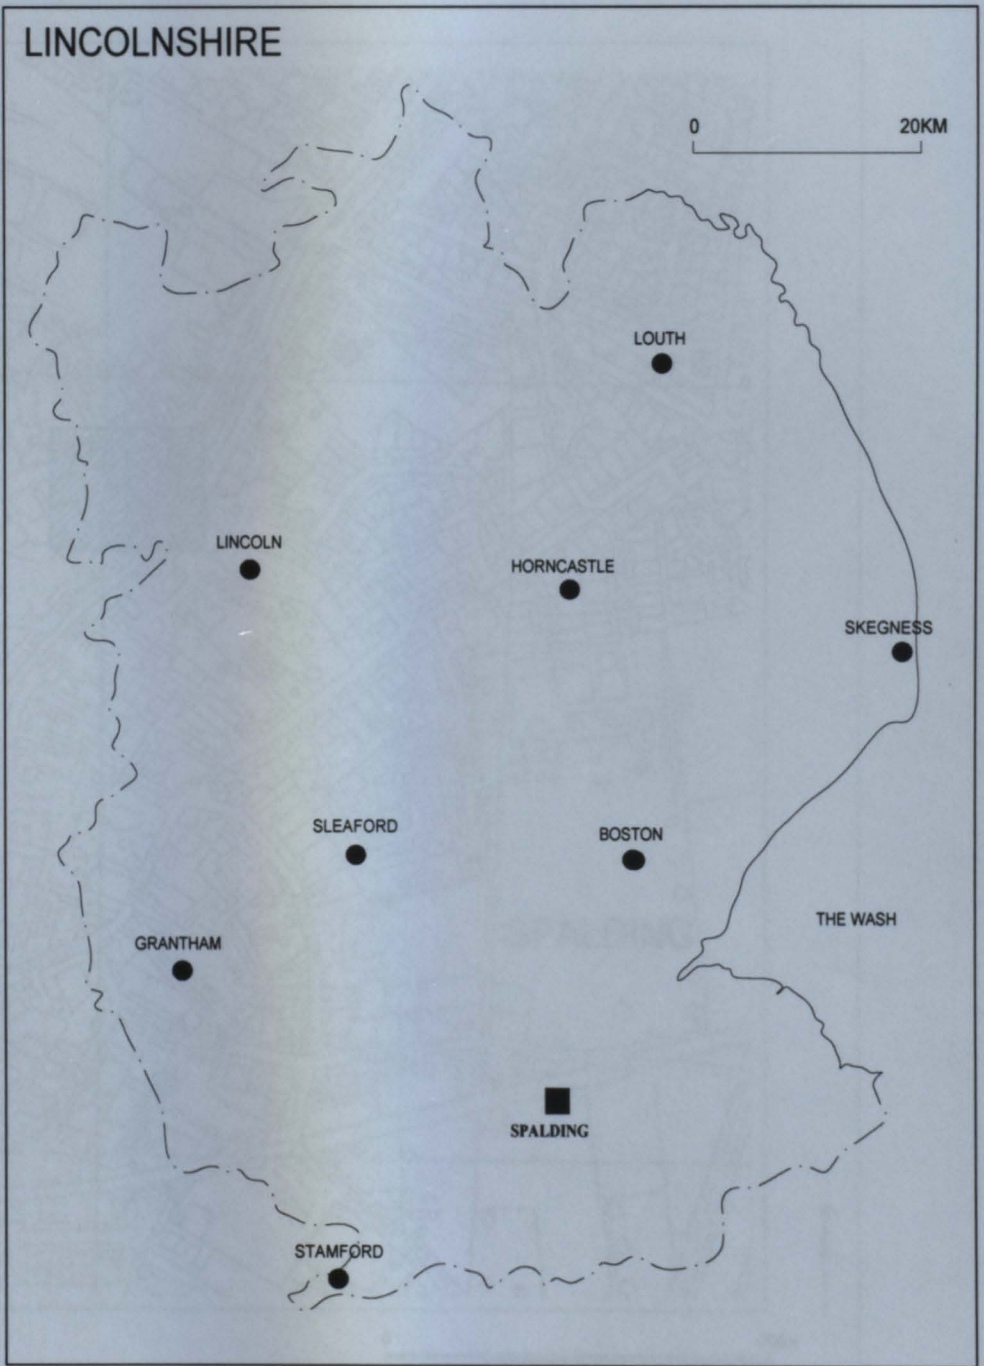 LINCOLNSHIRE
0 20KM
LOUTH
LINCOLN
HORNCASTLE
SKEGNESS
SLEAFORD
BOSTON
THE WASH
GRANTHAM
SPALDING
STAMFORD